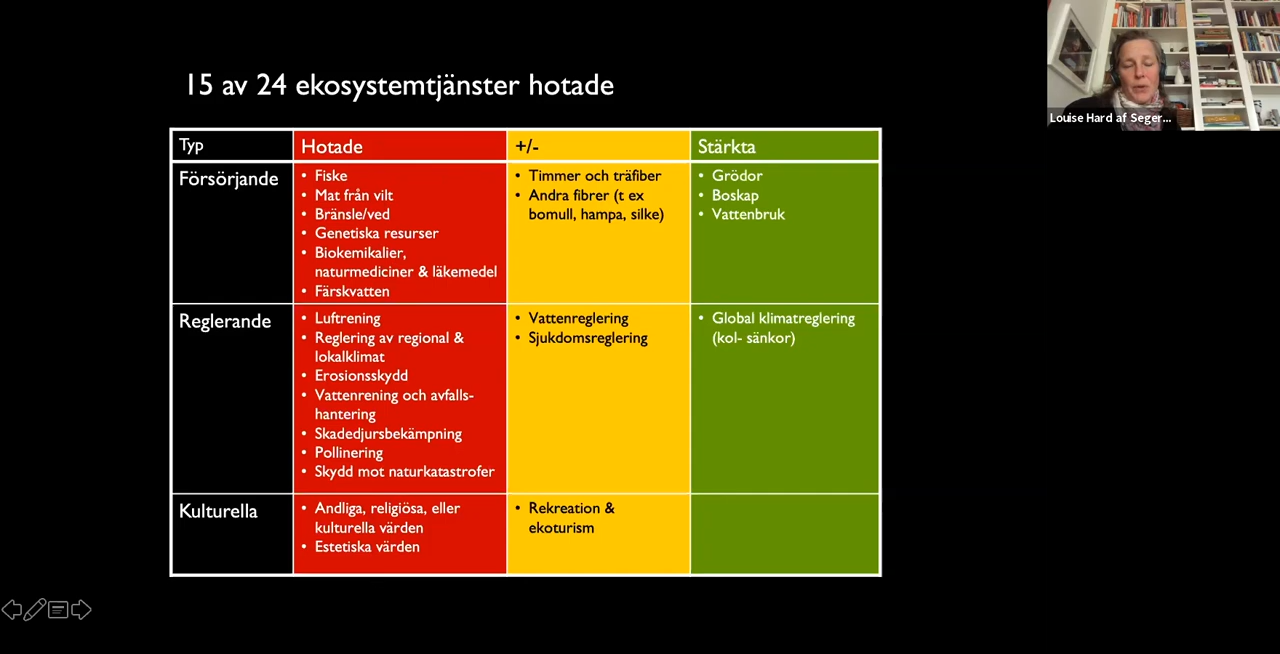 15 av 24 ekosystemtjänster hotade
Louise Hard af Seger...
Typ
Hotade
+/-
Stärkta
Försörjande
• Fiske
• Mat från vilt
• Bränsle/ved
• Genetiska resurser
• Biokemikalier,
naturmediciner & läkemedel
• Färskvatten
• Timmer och träfiber
• Andra fibrer (t ex
bomull, hampa, silke)
• Grödor
• Boskap
• Vattenbruk
Reglerande
• Luftrening
• Reglering av regional &
lokalklimat
• Erosionsskydd
• Vattenrening och avfalls-
hantering
• Skadedjursbekämpning
• Pollinering
• Skydd mot naturkatastrofer
• Vattenreglering
• Sjukdomsreglering
• Global klimatreglering
(kol- sänkor)
Kulturella
• Andliga, religiösa, eller
kulturella värden
• Estetiska värden
• Rekreation &
ekoturism